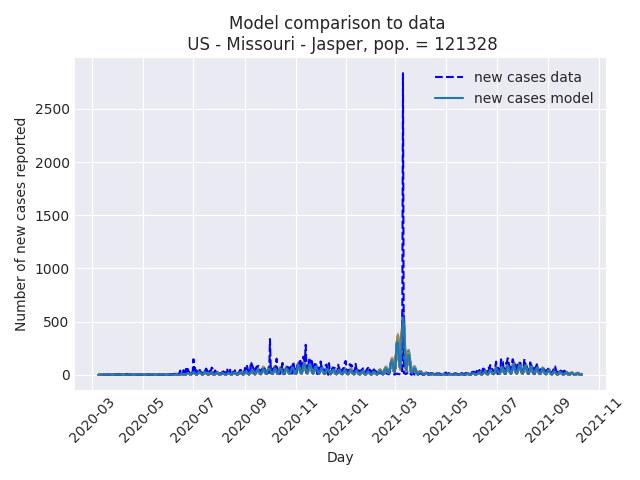 Model comparison to data
US - Missouri - Jasper, pop. = 121328
new cases data
new cases model
Number of new cases reported
2500
2000
1500
1000
500
0
2020-03
2020-05
2020-07
2020-09
2020-11
2021-01
2021-03
2021-05
2021-07
2021-09
2021-11
Day